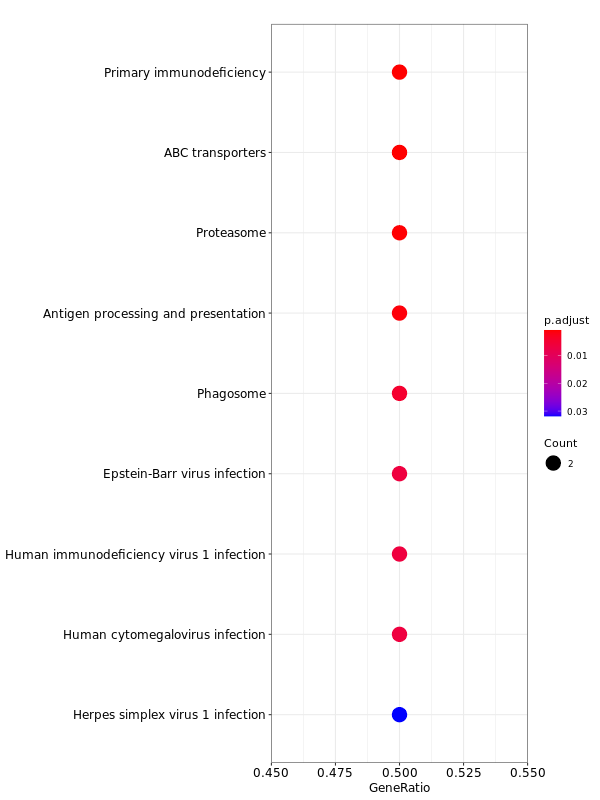 Primary immunodeficiency
ABC transporters
Proteasome
Antigen processing and presentation
Phagosome
Epstein-Barr virus infection
Human immunodeficiency virus 1 infection
Human cytomegalovirus infection
Herpes simplex virus 1 infection
0.450 0.475 0.500 0.525 0.550
GeneRatio
p.adjust
0.01
0.02
0.03
Count
2